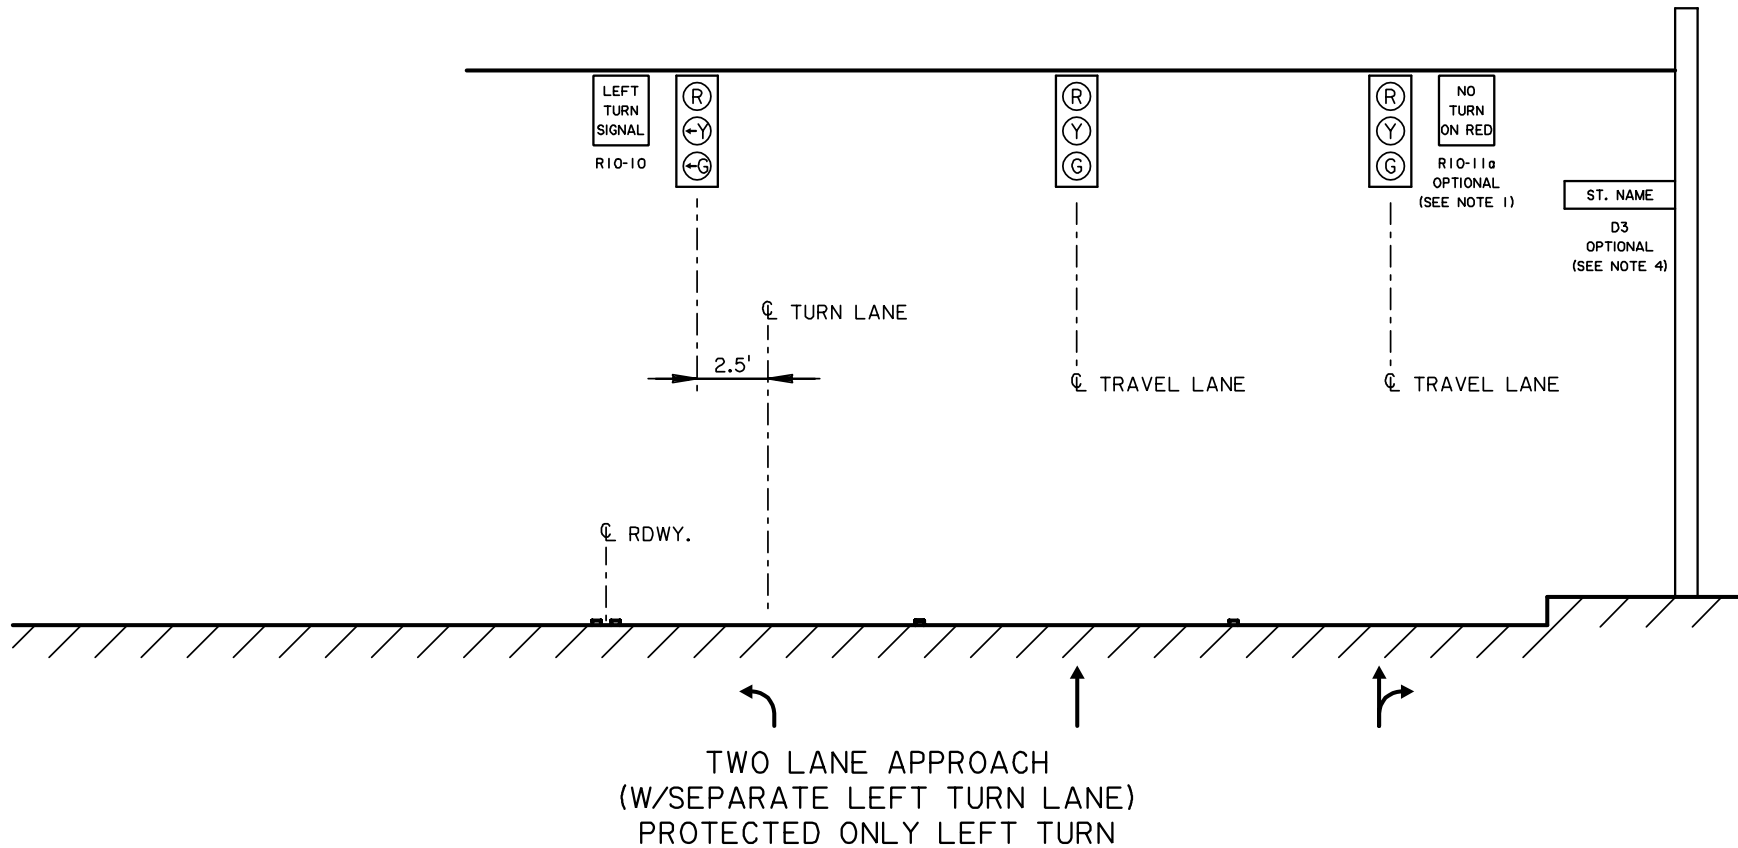 LEFT
TURN
SIGNAL
R10-10
R
←Y
←G
R
Y
G
R
Y
G
NO
TURN
ON RED
R10-11a
OPTIONAL
(SEE NOTE 1)
ST. NAME
D3
OPTIONAL
(SEE NOTE 4)
℄ TURN LANE
2.5'
℄ TRAVEL LANE
℄ TRAVEL LANE
℄ RDWY.
TWO LANE APPROACH
(W/SEPARATE LEFT TURN LANE)
PROTECTED ONLY LEFT TURN